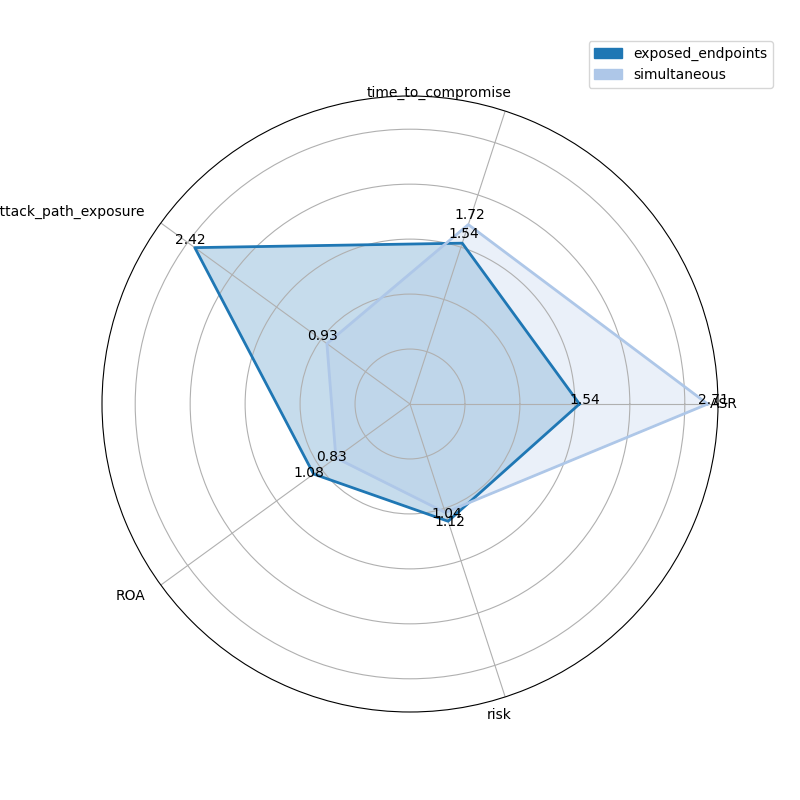 exposed_endpoints
simultaneous
time_to_compromise
ttack_path_exposure
1.72
1.54
2.42
0.93
1.54
2.71
ASR
0.83
1.08
1.04
1.12
ROA
risk